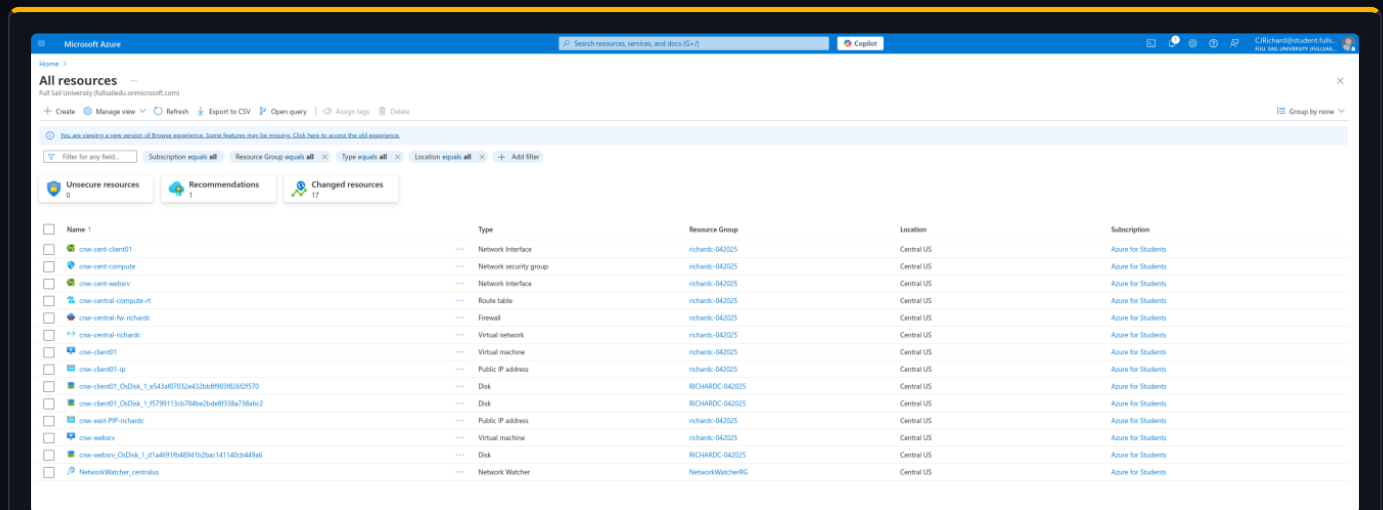 Microsoft Azure
Search resources, services, and docs (G+/)
Copilot
CJRichard@student.fulls...
FULL SAIL UNIVERSITY (FULLSAIL...
Home >
All resources ...
Full Sail University (fullsailedu.onmicrosoft.com)
+ Create Manage view Refresh Export to CSV Open query | Assign tags Delete
Group by none
You are viewing a new version of Browse experience. Some features may be missing. Click here to access the old experience.
Filter for any field... Subscription equals all Resource Group equals all × Type equals all × Location equals all × + Add filter
Unsecure resources
0
Recommendations
1
Changed resources
17
Name ↑ Type Resource Group Location Subscription
cnw-cent-client01 ... Network Interface richardc-042025 Central US Azure for Students
cnw-cent-compute ... Network security group richardc-042025 Central US Azure for Students
cnw-cent-websrv ... Network Interface richardc-042025 Central US Azure for Students
cnw-central-compute-rt ... Route table richardc-042025 Central US Azure for Students
cnw-central-fw-richardc ... Firewall richardc-042025 Central US Azure for Students
cnw-central-richardc ... Virtual network richardc-042025 Central US Azure for Students
cnw-client01 ... Virtual machine richardc-042025 Central US Azure for Students
cnw-client01-ip ... Public IP address richardc-042025 Central US Azure for Students
... Disk RICHARDC-042025 Central US Azure for Students
... Disk RICHARDC-042025 Central US Azure for Students
cnw-east-PIP-richardc ... Public IP address richardc-042025 Central US Azure for Students
cnw-websrv ... Virtual machine richardc-042025 Central US Azure for Students
... Disk RICHARDC-042025 Central US Azure for Students
NetworkWatcher_centralus ... Network Watcher NetworkWatcherRG Central US Azure for Students